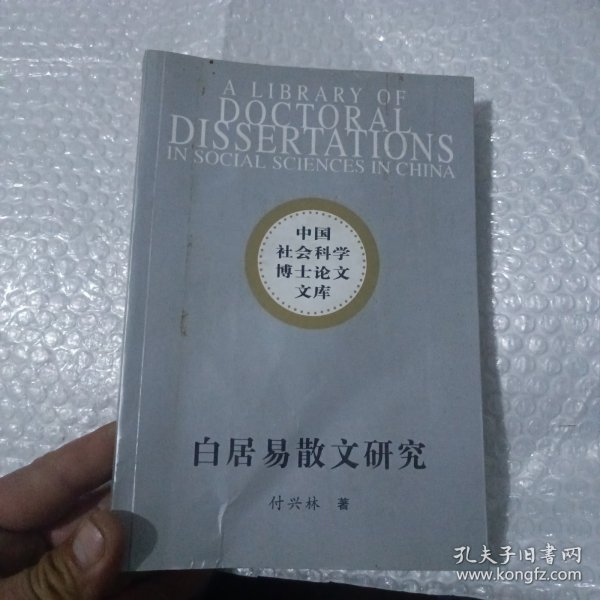 A LIBRARY OF
DOCTORAL
DISSERTATIONS
IN SOCIAL SCIENCES IN CHINA
中国
社会科学
博士论文
文库
白居易散文研究
付兴林 著
孔夫子旧书网
www.kongfz.com